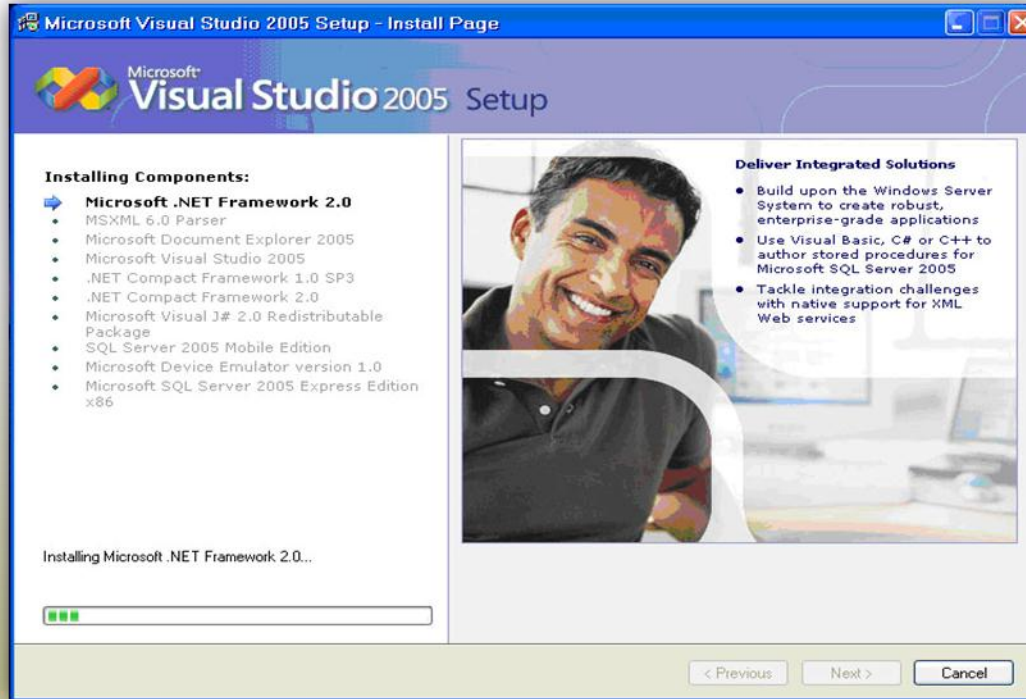 Microsoft Visual Studio 2005 Setup - Install Page
Microsoft
Visual Studio 2005 Setup
Installing Components:
Microsoft .NET Framework 2.0
MSXML 6.0 Parser
Microsoft Document Explorer 2005
Microsoft Visual Studio 2005
.NET Compact Framework 1.0 SP3
.NET Compact Framework 2.0
Microsoft Visual J# 2.0 Redistributable
Package
SQL Server 2005 Mobile Edition
Microsoft Device Emulator version 1.0
Microsoft SQL Server 2005 Express Edition
x86
Installing Microsoft .NET Framework 2.0...
Deliver Integrated Solutions
Build upon the Windows Server
System to create robust,
enterprise-grade applications
Use Visual Basic, C# or C++ to
author stored procedures for
Microsoft SQL Server 2005
Tackle integration challenges
with native support for XML
Web services
< Previous
Next >
Cancel